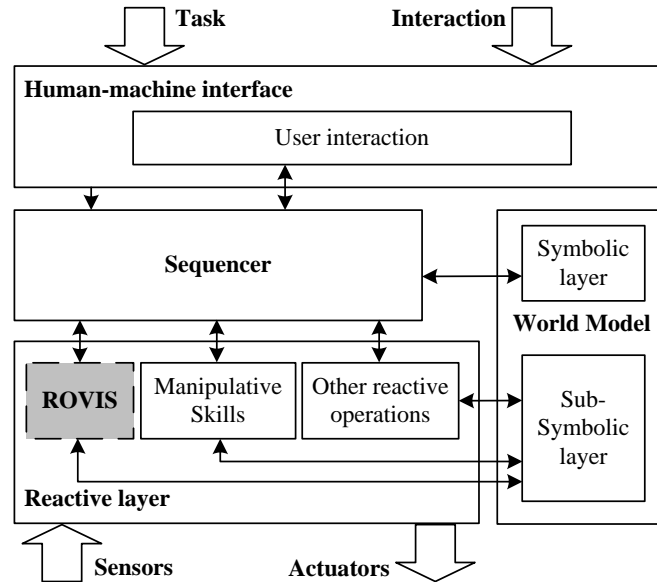 Task
Interaction
Human-machine interface
User interaction
Sequencer
Symbolic
layer
World Model
ROVIS
Manipulative
Skills
Other reactive
operations
Sub-
Symbolic
layer
Reactive layer
Sensors
Actuators